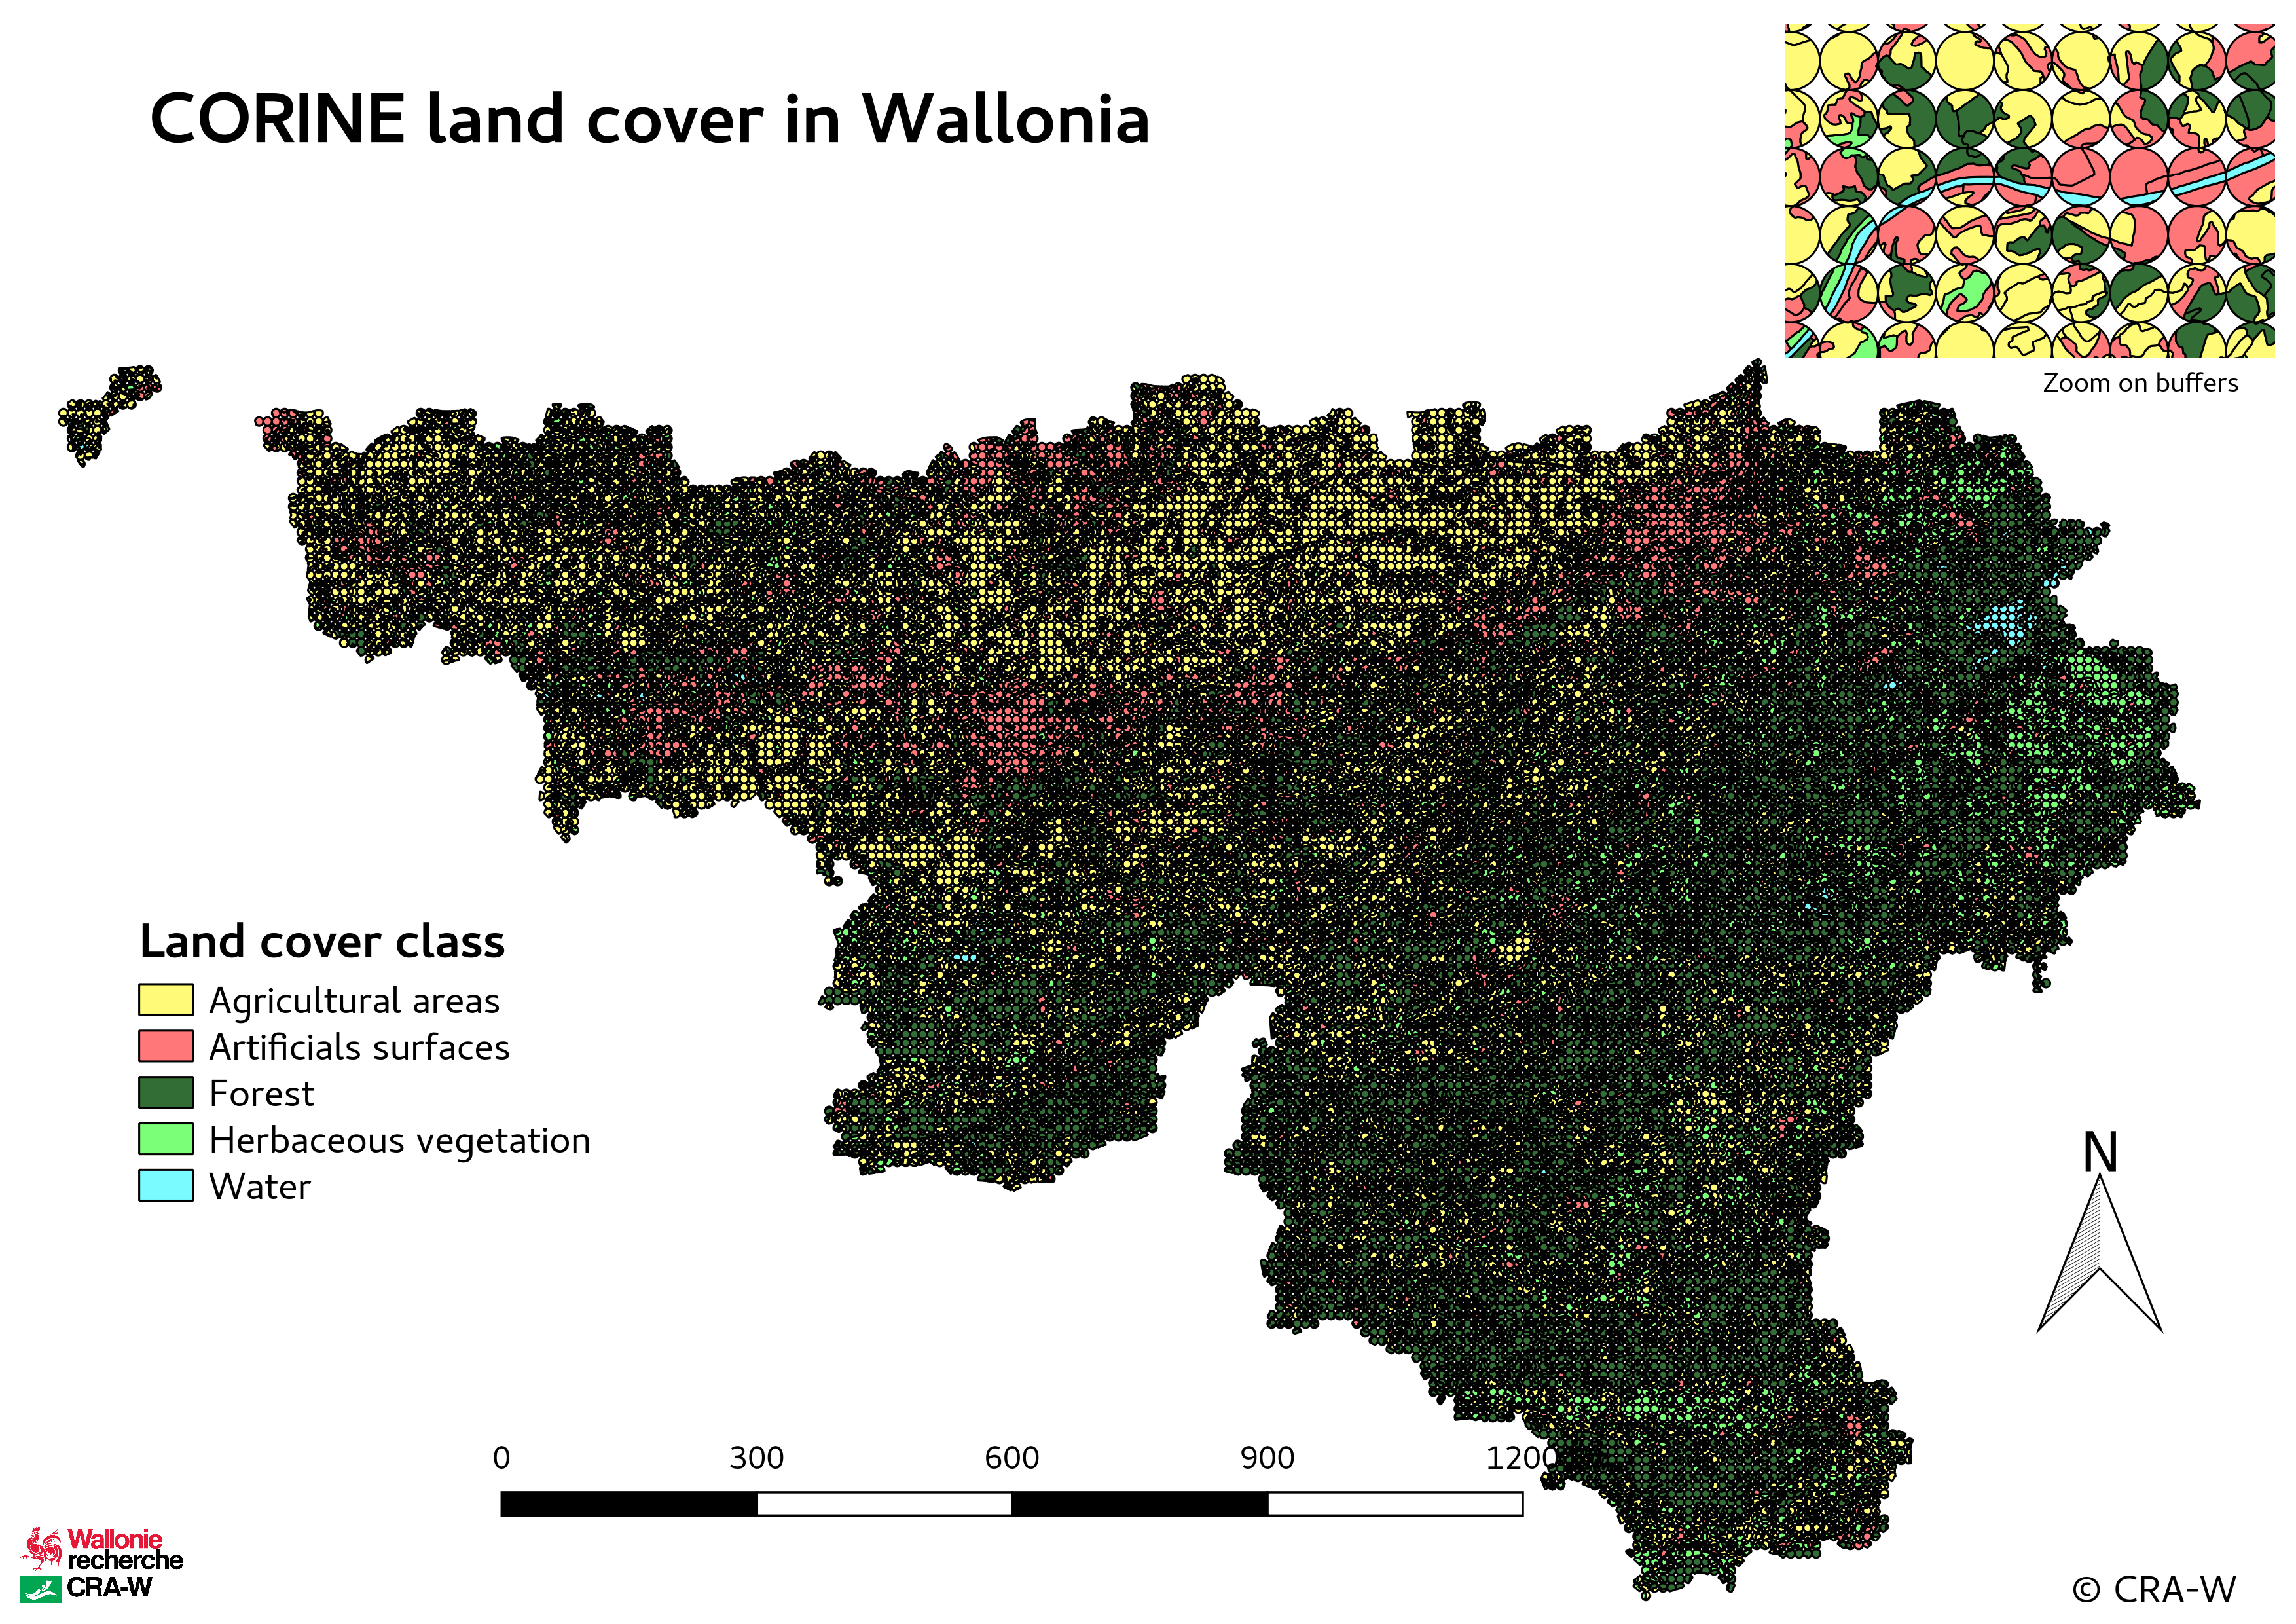 CORINE land cover in Wallonia
Zoom on buffers
Land cover class
Agricultural areas
Artificials surfaces
Forest
Herbaceous vegetation
Water
N
0 300 600 900 1200
Wallonie
recherche
CRA-W
© CRA-W